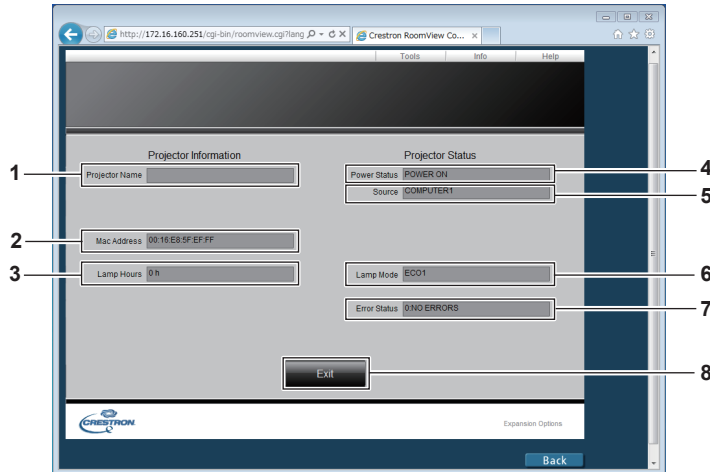 http://172.16.160.251/cgi-bin/roomview.cgi?lang
Crestron RoomView Co...
Tools Info Help
Projector Information
Projector Status
1
Projector Name
Power Status POWER ON
4
Source COMPUTER1
5
2
Mac Address 00:16:E8:5F:EF:FF
3
Lamp Hours 0 h
Lamp Mode ECO1
6
Error Status 0:NO ERRORS
7
Exit
8
CRESTRON
Expansion Options
Back